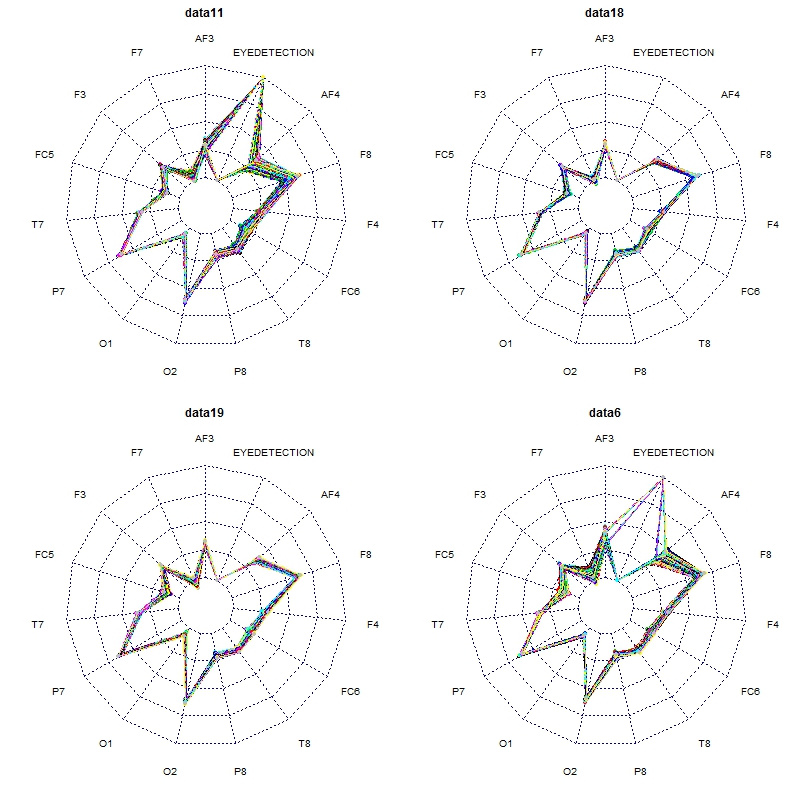 data11
AF3
EYEDETECTION
F7
AF4
F3
F8
FC5
F4
T7
FC6
P7
T8
O1
P8
O2
data18
AF3
EYEDETECTION
F7
AF4
F3
F8
FC5
F4
T7
FC6
P7
T8
O1
P8
O2
data19
AF3
EYEDETECTION
F7
AF4
F3
F8
FC5
F4
T7
FC6
P7
T8
O1
P8
O2
data6
AF3
EYEDETECTION
F7
AF4
F3
F8
FC5
F4
T7
FC6
P7
T8
O1
P8
O2